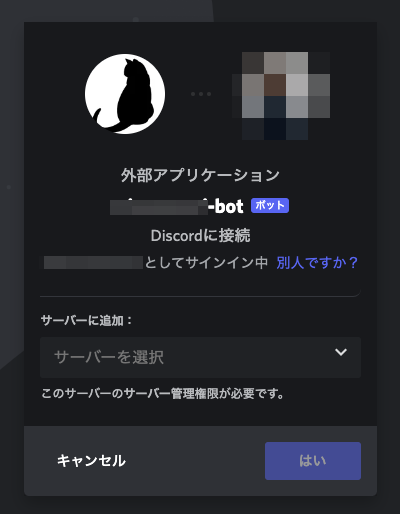 外部アプリケーション
-bot ボット
Discordに接続
としてサインイン中 別人ですか？
サーバーに追加：
サーバーを選択
このサーバーのサーバー管理権限が必要です。
キャンセル はい